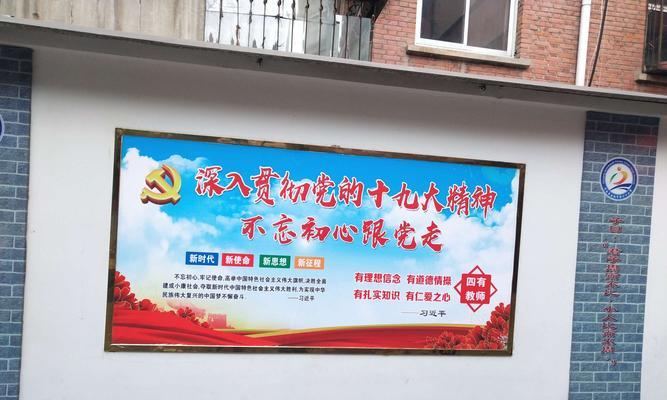 深入贯彻党的十九大精神
不忘初心跟党走
新时代 新使命 新思想 新征程
不忘初心,牢记使命,高举中国特色社会主义伟大旗帜,决胜全面
建成小康社会,夺取新时代中国特色社会主义伟大胜利,为实现中华
民族伟大复兴的中国梦不懈奋斗.
——习近平
有理想信念 有道德情操
有扎实知识 有仁爱之心
——习近平
四有
教师